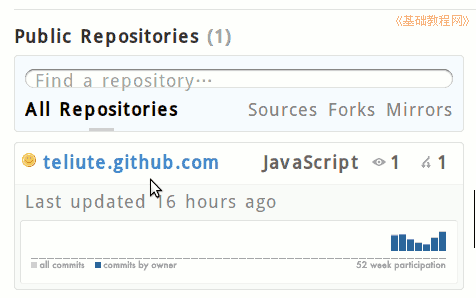 《基础教程网》
Public Repositories (1)
Find a repository…
All Repositories Sources Forks Mirrors
teliute.github.com JavaScript 1 1
Last updated 16 hours ago
all commits commits by owner 52 week participation